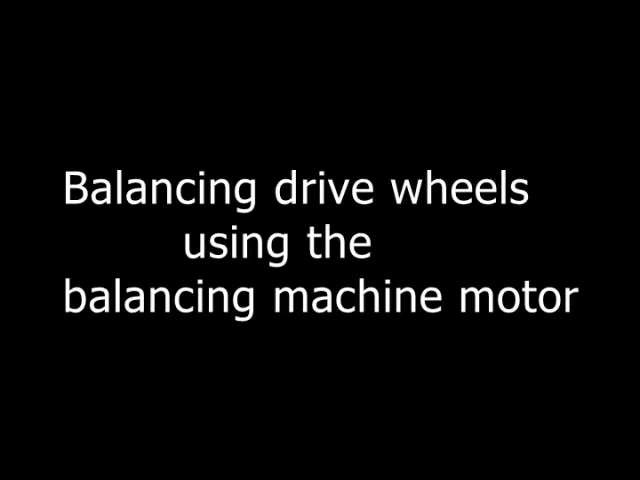 Balancing drive wheels
using the
balancing machine motor